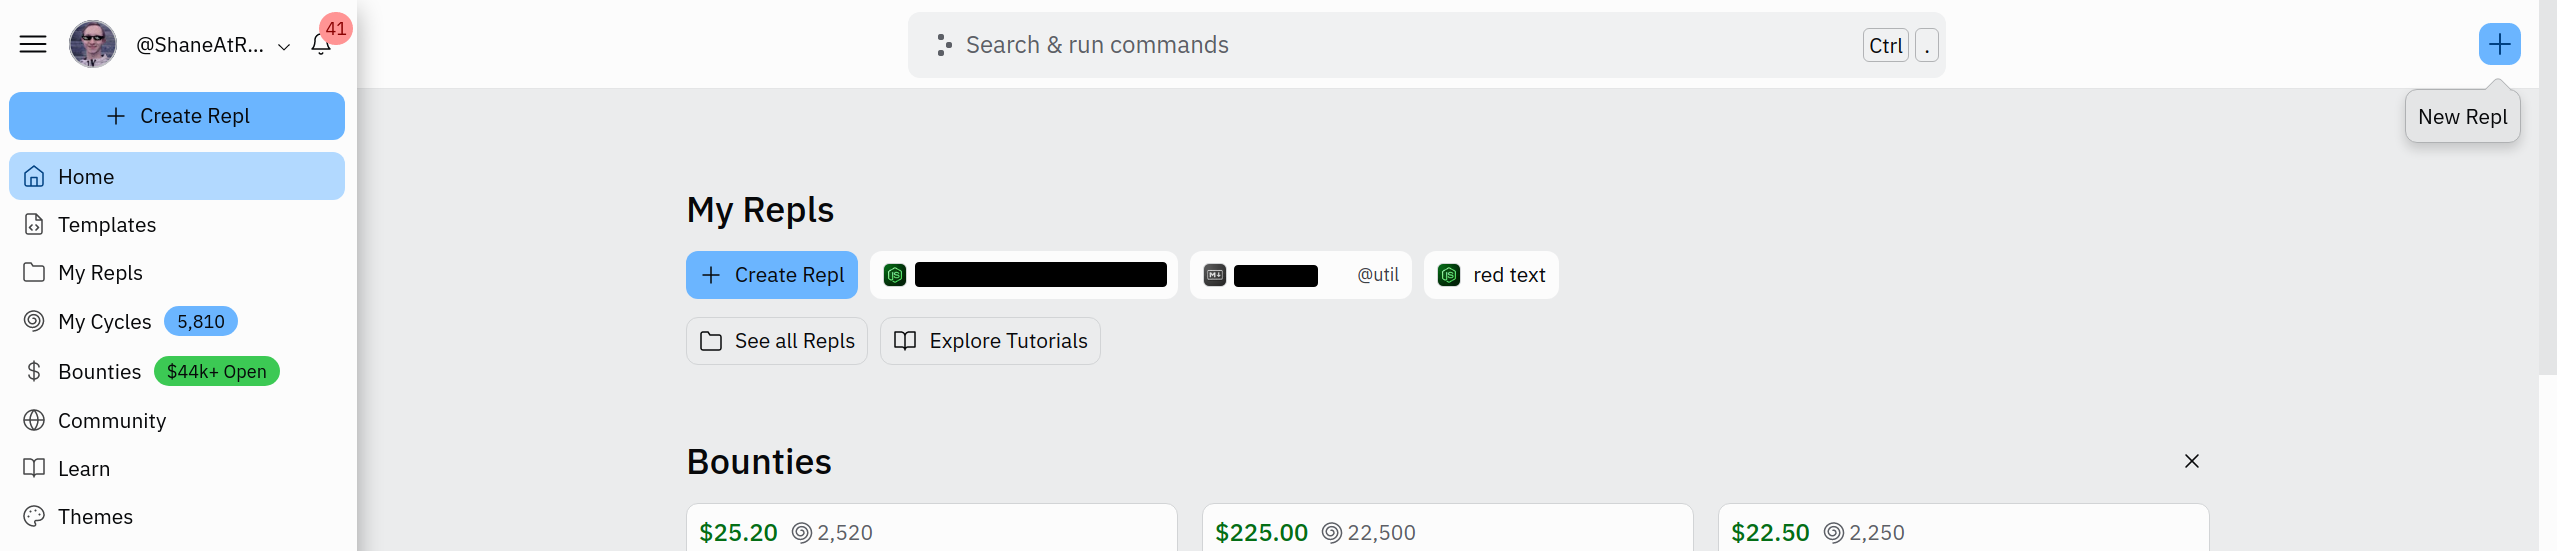 @ShaneAtR...
41
Create Repl
Home
Templates
My Repls
My Cycles 5,810
Bounties $44k+ Open
Community
Learn
Themes
Search & run commands Ctrl .
New Repl
My Repls
Create Repl @util red text
See all Repls Explore Tutorials
Bounties
$25.20 2,520 $225.00 22,500 $22.50 2,250